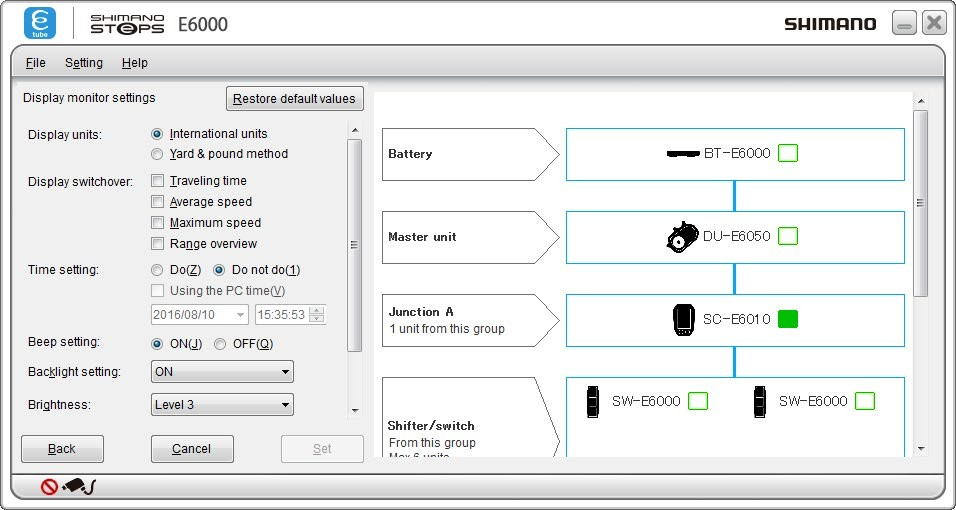 e
tube
SHIMANO
STEPS
E6000
SHIMANO
File Setting Help
Display monitor settings
Restore default values
Display units:
International units
Yard & pound method
Display switchover:
Traveling time
Average speed
Maximum speed
Range overview
Time setting:
Do(Z) Do not do(1)
Using the PC time(V)
2016/08/10 15:35:53
Beep setting:
ON(J) OFF(Q)
Backlight setting:
ON
Brightness:
Level 3
Back Cancel Set
Battery
BT-E6000
Master unit
DU-E6050
Junction A
1 unit from this group
SC-E6010
Shifter/switch
From this group
Max 6 units
SW-E6000 SW-E6000